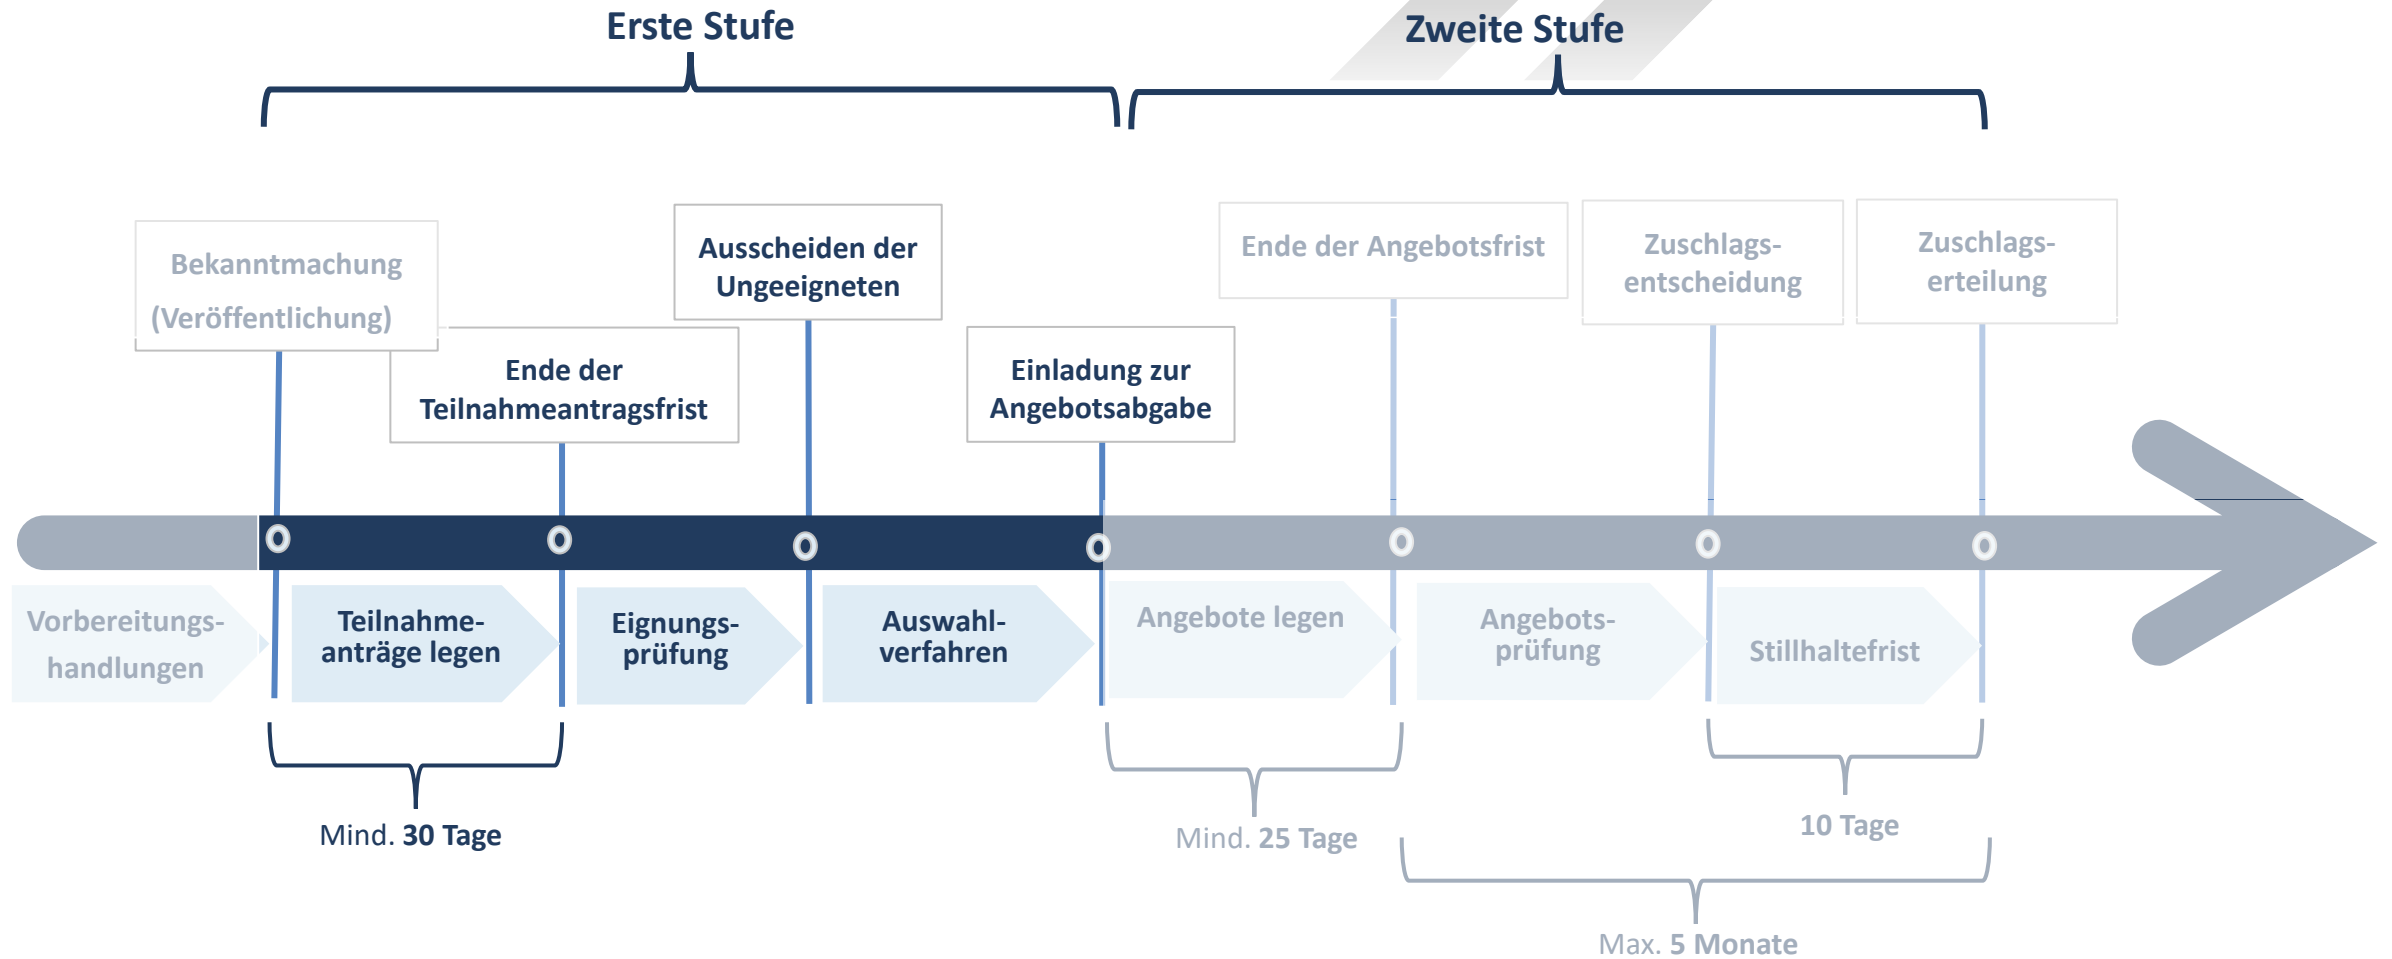 Erste Stufe
Zweite Stufe
Bekanntmachung
(Veröffentlichung)
Ende der
Teilnahmeantragsfrist
Ausscheiden der
Ungeeigneten
Einladung zur
Angebotsabgabe
Ende der Angebotsfrist
Zuschlags-
entscheidung
Zuschlags-
erteilung
Vorbereitungs-
handlungen
Teilnahme-
anträge legen
Eignungs-
prüfung
Auswahl-
verfahren
Angebote legen
Angebots-
prüfung
Stillhaltefrist
Mind. 30 Tage
Mind. 25 Tage
10 Tage
Max. 5 Monate